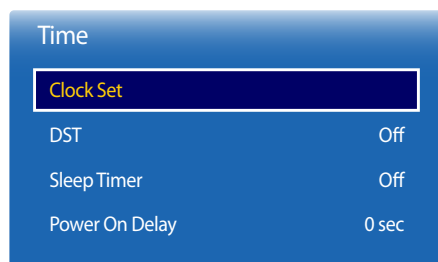 Time
Clock Set
DST Off
Sleep Timer Off
Power On Delay 0 sec